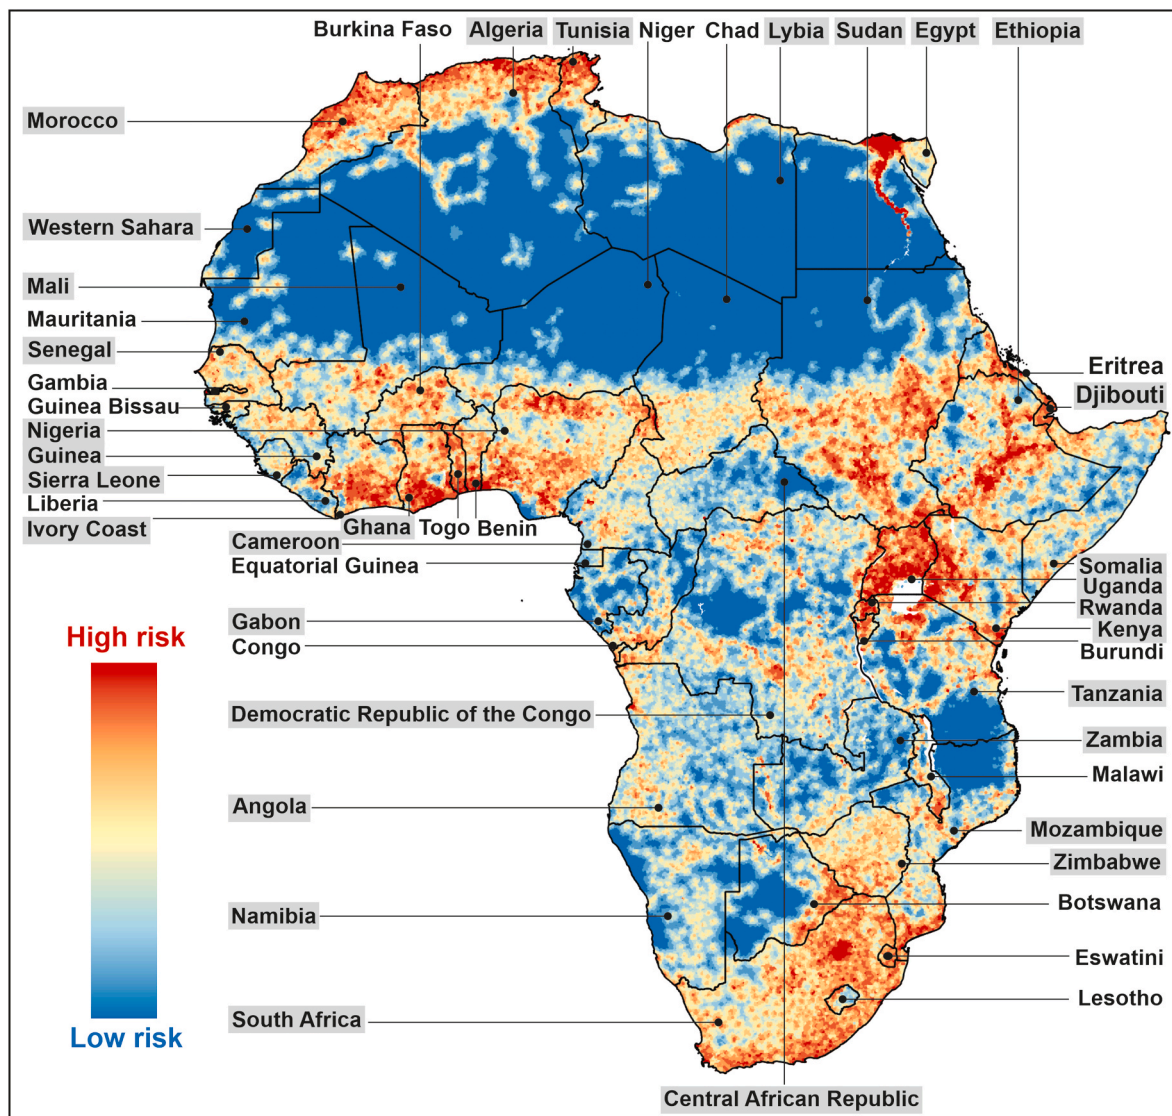 Burkina Faso
Algeria
Tunisia
Niger
Chad
Lybia
Sudan
Egypt
Ethiopia
Morocco
Western Sahara
Mali
Mauritania
Senegal
Gambia
Guinea Bissau
Nigeria
Guinea
Sierra Leone
Liberia
Ivory Coast
Ghana
Togo
Benin
Cameroon
Equatorial Guinea
Gabon
Congo
Democratic Republic of the Congo
Angola
Namibia
South Africa
Eritrea
Djibouti
Somalia
Uganda
Rwanda
Kenya
Burundi
Tanzania
Zambia
Malawi
Mozambique
Zimbabwe
Botswana
Eswatini
Lesotho
Central African Republic
High risk
Low risk